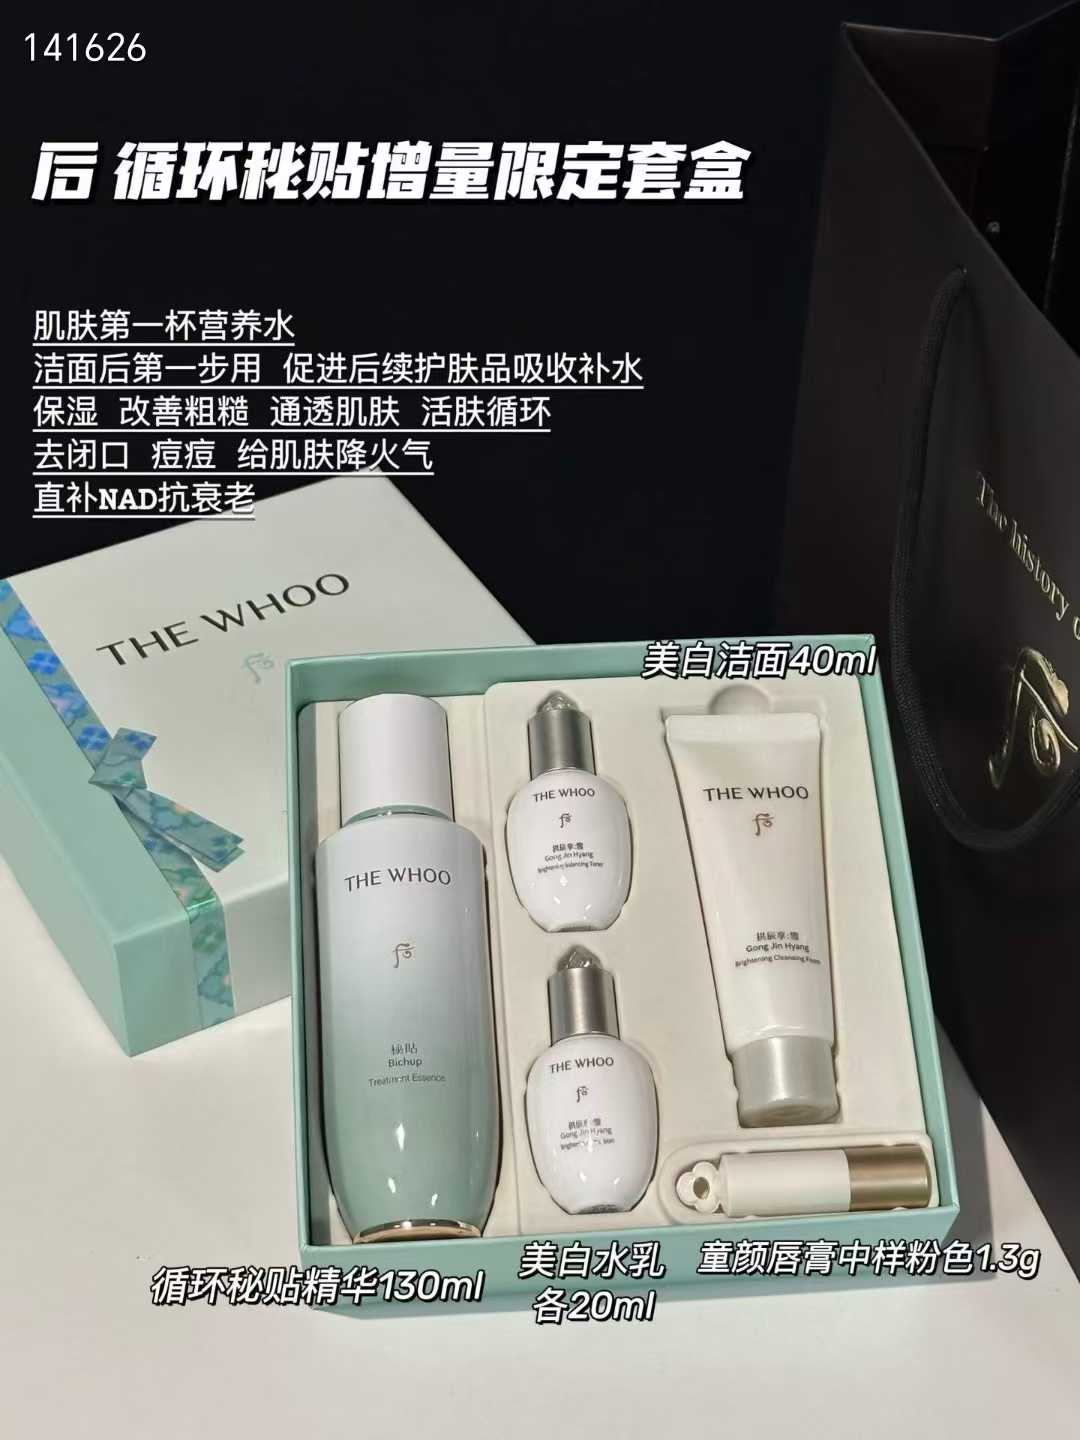 141626
后 循环秘贴增量限定套盒
肌肤第一杯营养水
洁面后第一步用 促进后续护肤品吸收补水
保湿 改善粗糙 通透肌肤 活肤循环
去闭口 痘痘 给肌肤降火气
直补NAD抗衰老
THE WHOO
The history o
美白洁面40ml
THE WHOO
秘贴
Bichup
Treatment Essence
THE WHOO
拱辰享:雪
Gong Jin Hyang
Brightening Balancing Toner
THE WHOO
Gong Jin Hyang
THE WHOO
拱辰享:雪
Gong Jin Hyang
Brightening Cleansing Foam
循环秘贴精华130ml
美白水乳
各20ml
童颜唇膏中样粉色1.3g